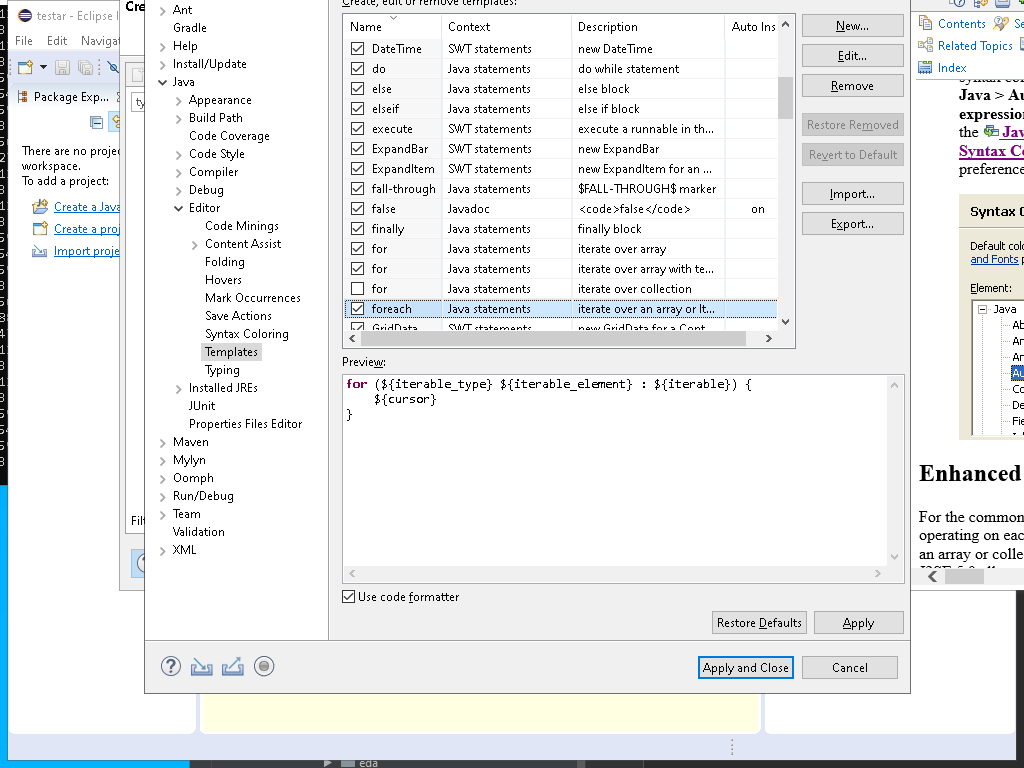 testar - Eclipse I
File Edit Navigat
Package Exp...
There are no projec
workspace.
To add a project:
Create a Java
Create a proj
Import proje
Cre
ty
Filt
Ant
Gradle
Help
Install/Update
Java
Appearance
Build Path
Code Coverage
Code Style
Compiler
Debug
Editor
Code Minings
Content Assist
Folding
Hovers
Mark Occurrences
Save Actions
Syntax Coloring
Templates
Typing
Installed JREs
JUnit
Properties Files Editor
Maven
Mylyn
Oomph
Run/Debug
Team
Validation
XML
Create, edit or remove templates:
Name Context Description Auto Ins
DateTime SWT statements new DateTime
do Java statements do while statement
else Java statements else block
elseif Java statements else if block
execute SWT statements execute a runnable in th...
ExpandBar SWT statements new ExpandBar
ExpandItem SWT statements new ExpandItem for an ...
fall-through Java statements $FALL-THROUGH$ marker
false Javadoc <code>false</code> on
finally Java statements finally block
for Java statements iterate over array
for Java statements iterate over array with te...
for Java statements iterate over collection
foreach Java statements iterate over an array or It...
GridData SWT statements new GridData for a Cont...
New...
Edit...
Remove
Restore Removed
Revert to Default
Import...
Export...
Preview:
for (${iterable_type} ${iterable_element} : ${iterable}) {
${cursor}
}
Use code formatter
Restore Defaults Apply
? Apply and Close Cancel
Contents Se
Related Topics
Index
Java > Au
expression
the Jav
Syntax Co
preference
Syntax C
Default colo
and Fonts p
Element:
Java
Ab
An
An
Au
Co
De
Fie
Enhanced
For the common
operating on eac
an array or colle
eda